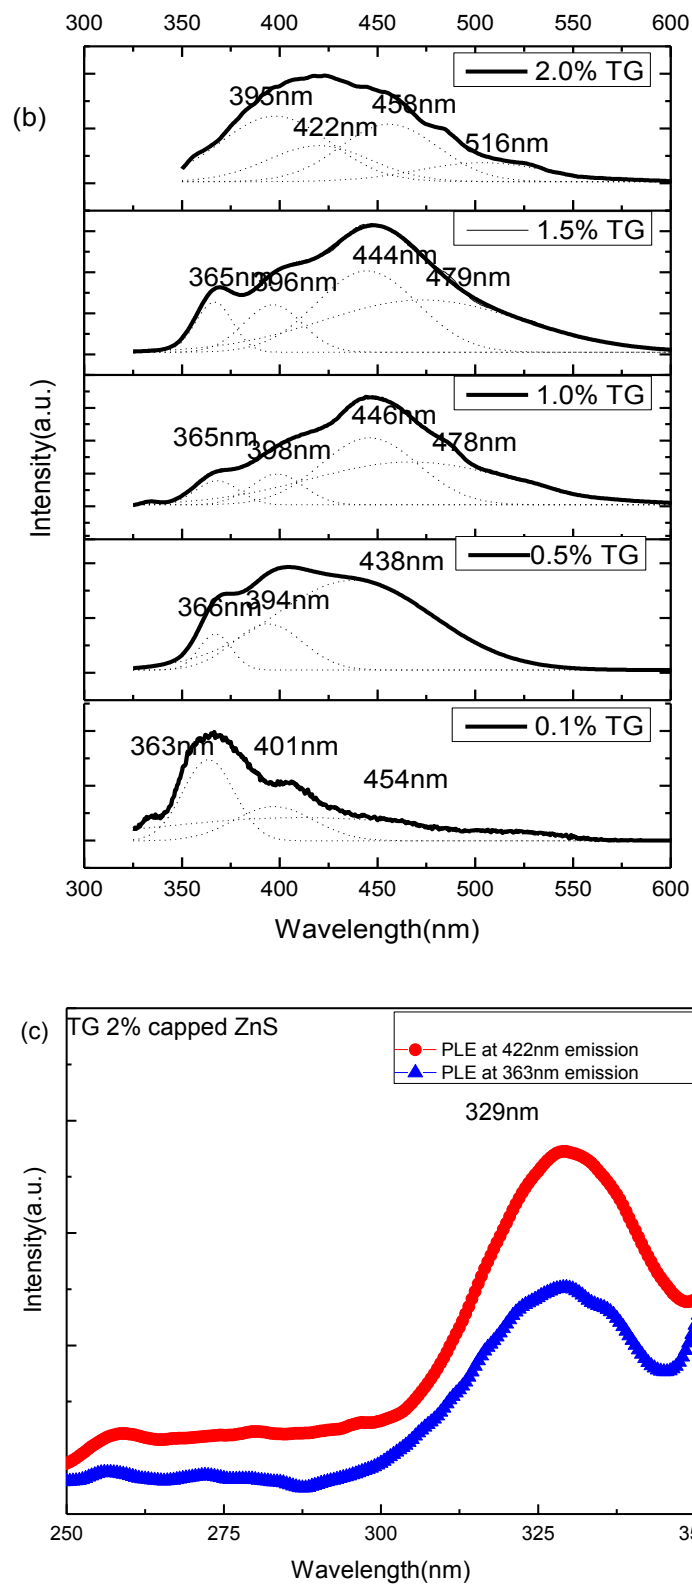 300 350 400 450 500 550 600
(b)
2.0% TG
395nm
458nm
422nm
516nm
1.5% TG
444nm
365nm
396nm
479nm
1.0% TG
446nm
365nm
398nm
478nm
0.5% TG
438nm
366nm
394nm
0.1% TG
363nm
401nm
454nm
Intensity(a.u.)
300 350 400 450 500 550 600
Wavelength(nm)
(c) TG 2% capped ZnS
PLE at 422nm emission
PLE at 363nm emission
329nm
Intensity(a.u.)
250 275 300 325 35
Wavelength(nm)